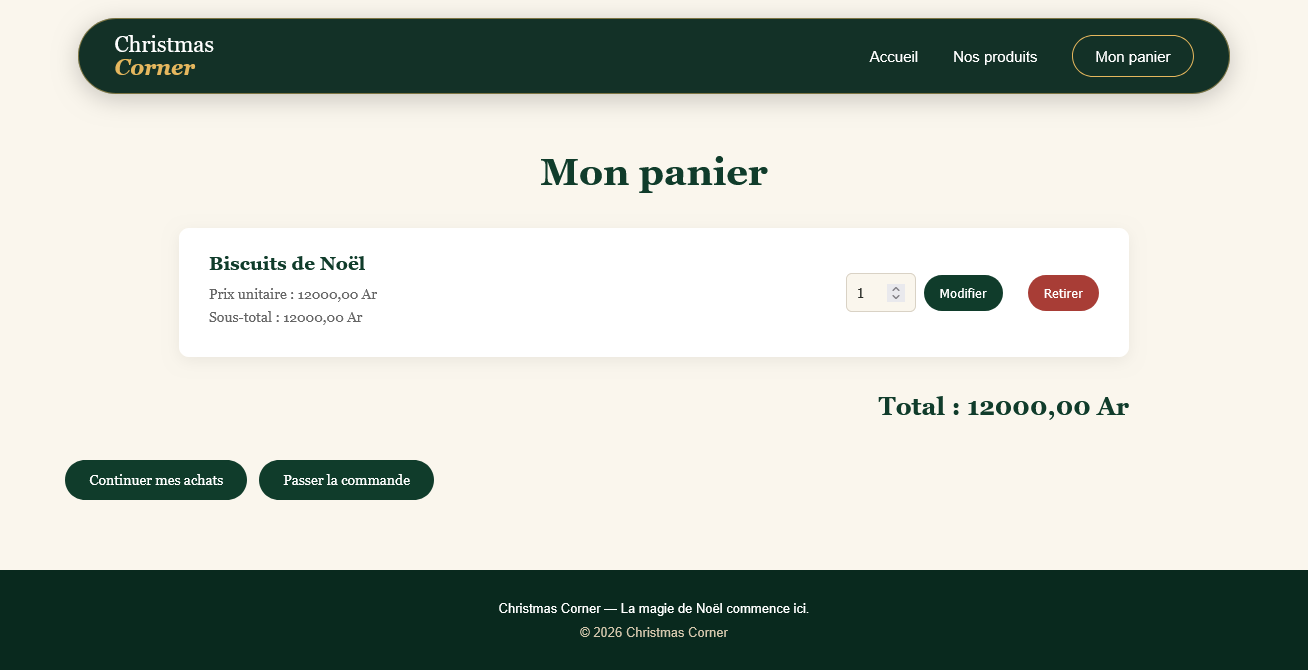 Christmas
Corner
Accueil
Nos produits
Mon panier
Mon panier
Biscuits de Noël
Prix unitaire : 12000,00 Ar
Sous-total : 12000,00 Ar
1
Modifier
Retirer
Total : 12000,00 Ar
Continuer mes achats
Passer la commande
Christmas Corner — La magie de Noël commence ici.
© 2026 Christmas Corner